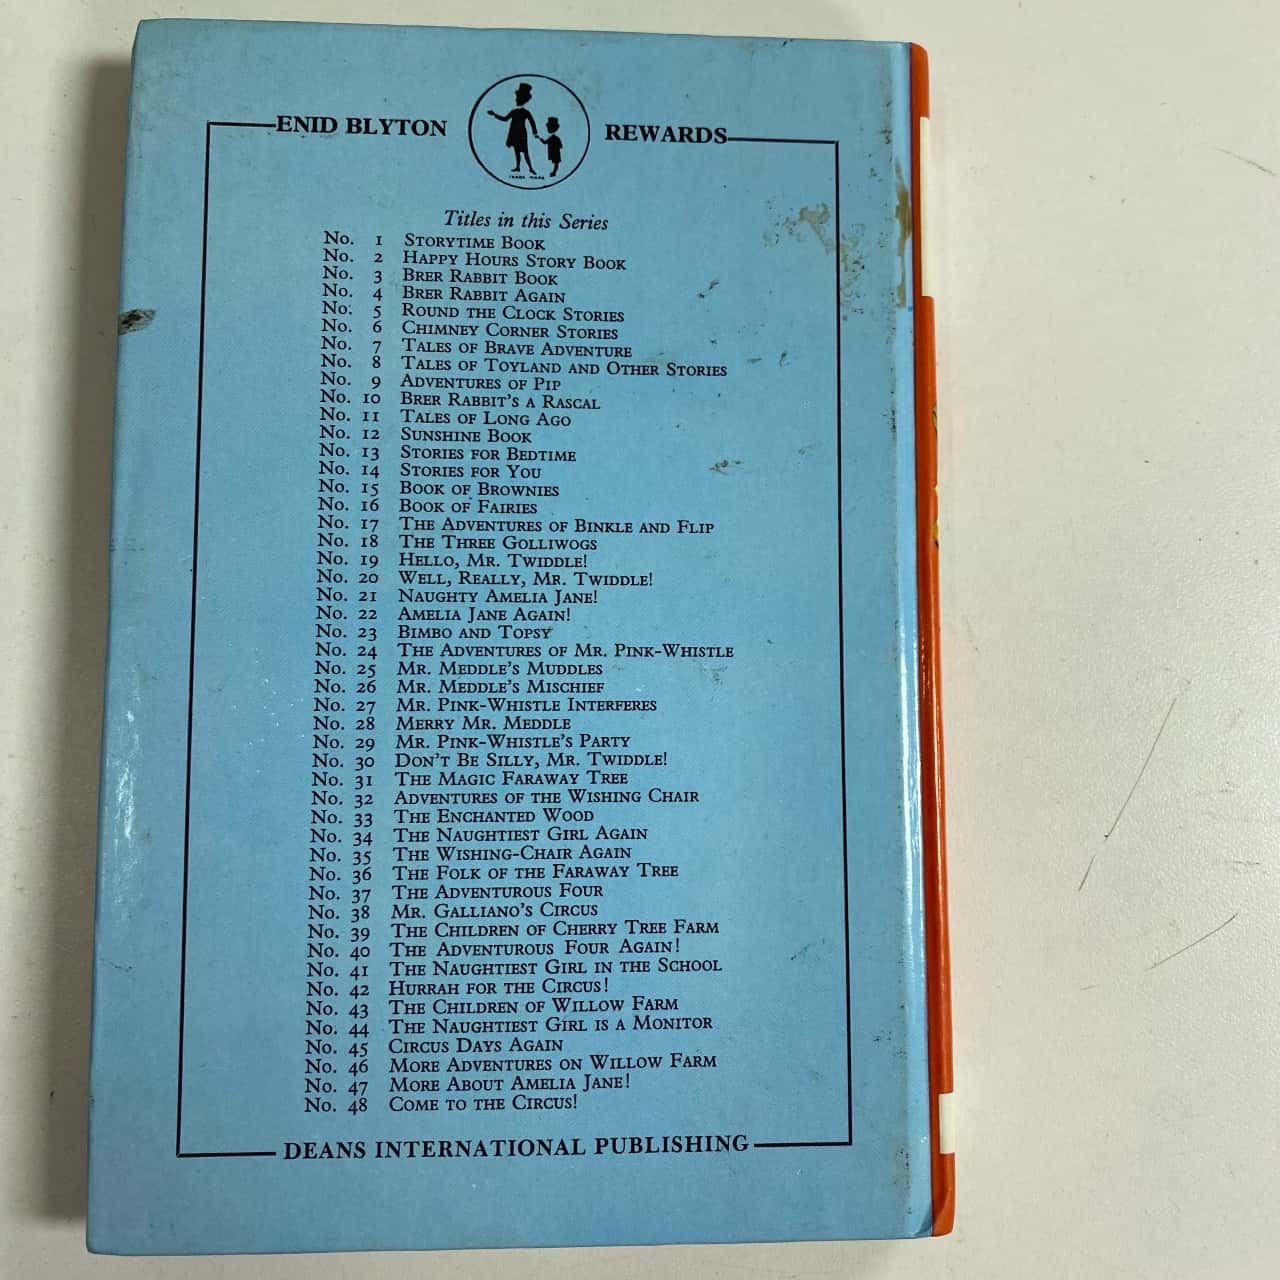 ENID BLYTON REWARDS
TRADE MARK
Titles in this Series
No. 1 STORYTIME BOOK
No. 2 HAPPY HOURS STORY BOOK
No. 3 BRER RABBIT BOOK
No. 4 BRER RABBIT AGAIN
No. 5 ROUND THE CLOCK STORIES
No. 6 CHIMNEY CORNER STORIES
No. 7 TALES OF BRAVE ADVENTURE
No. 8 TALES OF TOYLAND AND OTHER STORIES
No. 9 ADVENTURES OF PIP
No. 10 BRER RABBIT'S A RASCAL
No. 11 TALES OF LONG AGO
No. 12 SUNSHINE BOOK
No. 13 STORIES FOR BEDTIME
No. 14 STORIES FOR YOU
No. 15 BOOK OF BROWNIES
No. 16 BOOK OF FAIRIES
No. 17 THE ADVENTURES OF BINKLE AND FLIP
No. 18 THE THREE GOLLIWOGS
No. 19 HELLO, MR. TWIDDLE!
No. 20 WELL, REALLY, MR. TWIDDLE!
No. 21 NAUGHTY AMELIA JANE!
No. 22 AMELIA JANE AGAIN!
No. 23 BIMBO AND TOPSY
No. 24 THE ADVENTURES OF MR. PINK-WHISTLE
No. 25 MR. MEDDLE'S MUDDLES
No. 26 MR. MEDDLE'S MISCHIEF
No. 27 MR. PINK-WHISTLE INTERFERES
No. 28 MERRY MR. MEDDLE
No. 29 MR. PINK-WHISTLE'S PARTY
No. 30 DON'T BE SILLY, MR. TWIDDLE!
No. 31 THE MAGIC FARAWAY TREE
No. 32 ADVENTURES OF THE WISHING CHAIR
No. 33 THE ENCHANTED WOOD
No. 34 THE NAUGHTIEST GIRL AGAIN
No. 35 THE WISHING-CHAIR AGAIN
No. 36 THE FOLK OF THE FARAWAY TREE
No. 37 THE ADVENTUROUS FOUR
No. 38 MR. GALLIANO'S CIRCUS
No. 39 THE CHILDREN OF CHERRY TREE FARM
No. 40 THE ADVENTUROUS FOUR AGAIN!
No. 41 THE NAUGHTIEST GIRL IN THE SCHOOL
No. 42 HURRAH FOR THE CIRCUS!
No. 43 THE CHILDREN OF WILLOW FARM
No. 44 THE NAUGHTIEST GIRL IS A MONITOR
No. 45 CIRCUS DAYS AGAIN
No. 46 MORE ADVENTURES ON WILLOW FARM
No. 47 MORE ABOUT AMELIA JANE!
No. 48 COME TO THE CIRCUS!
DEANS INTERNATIONAL PUBLISHING